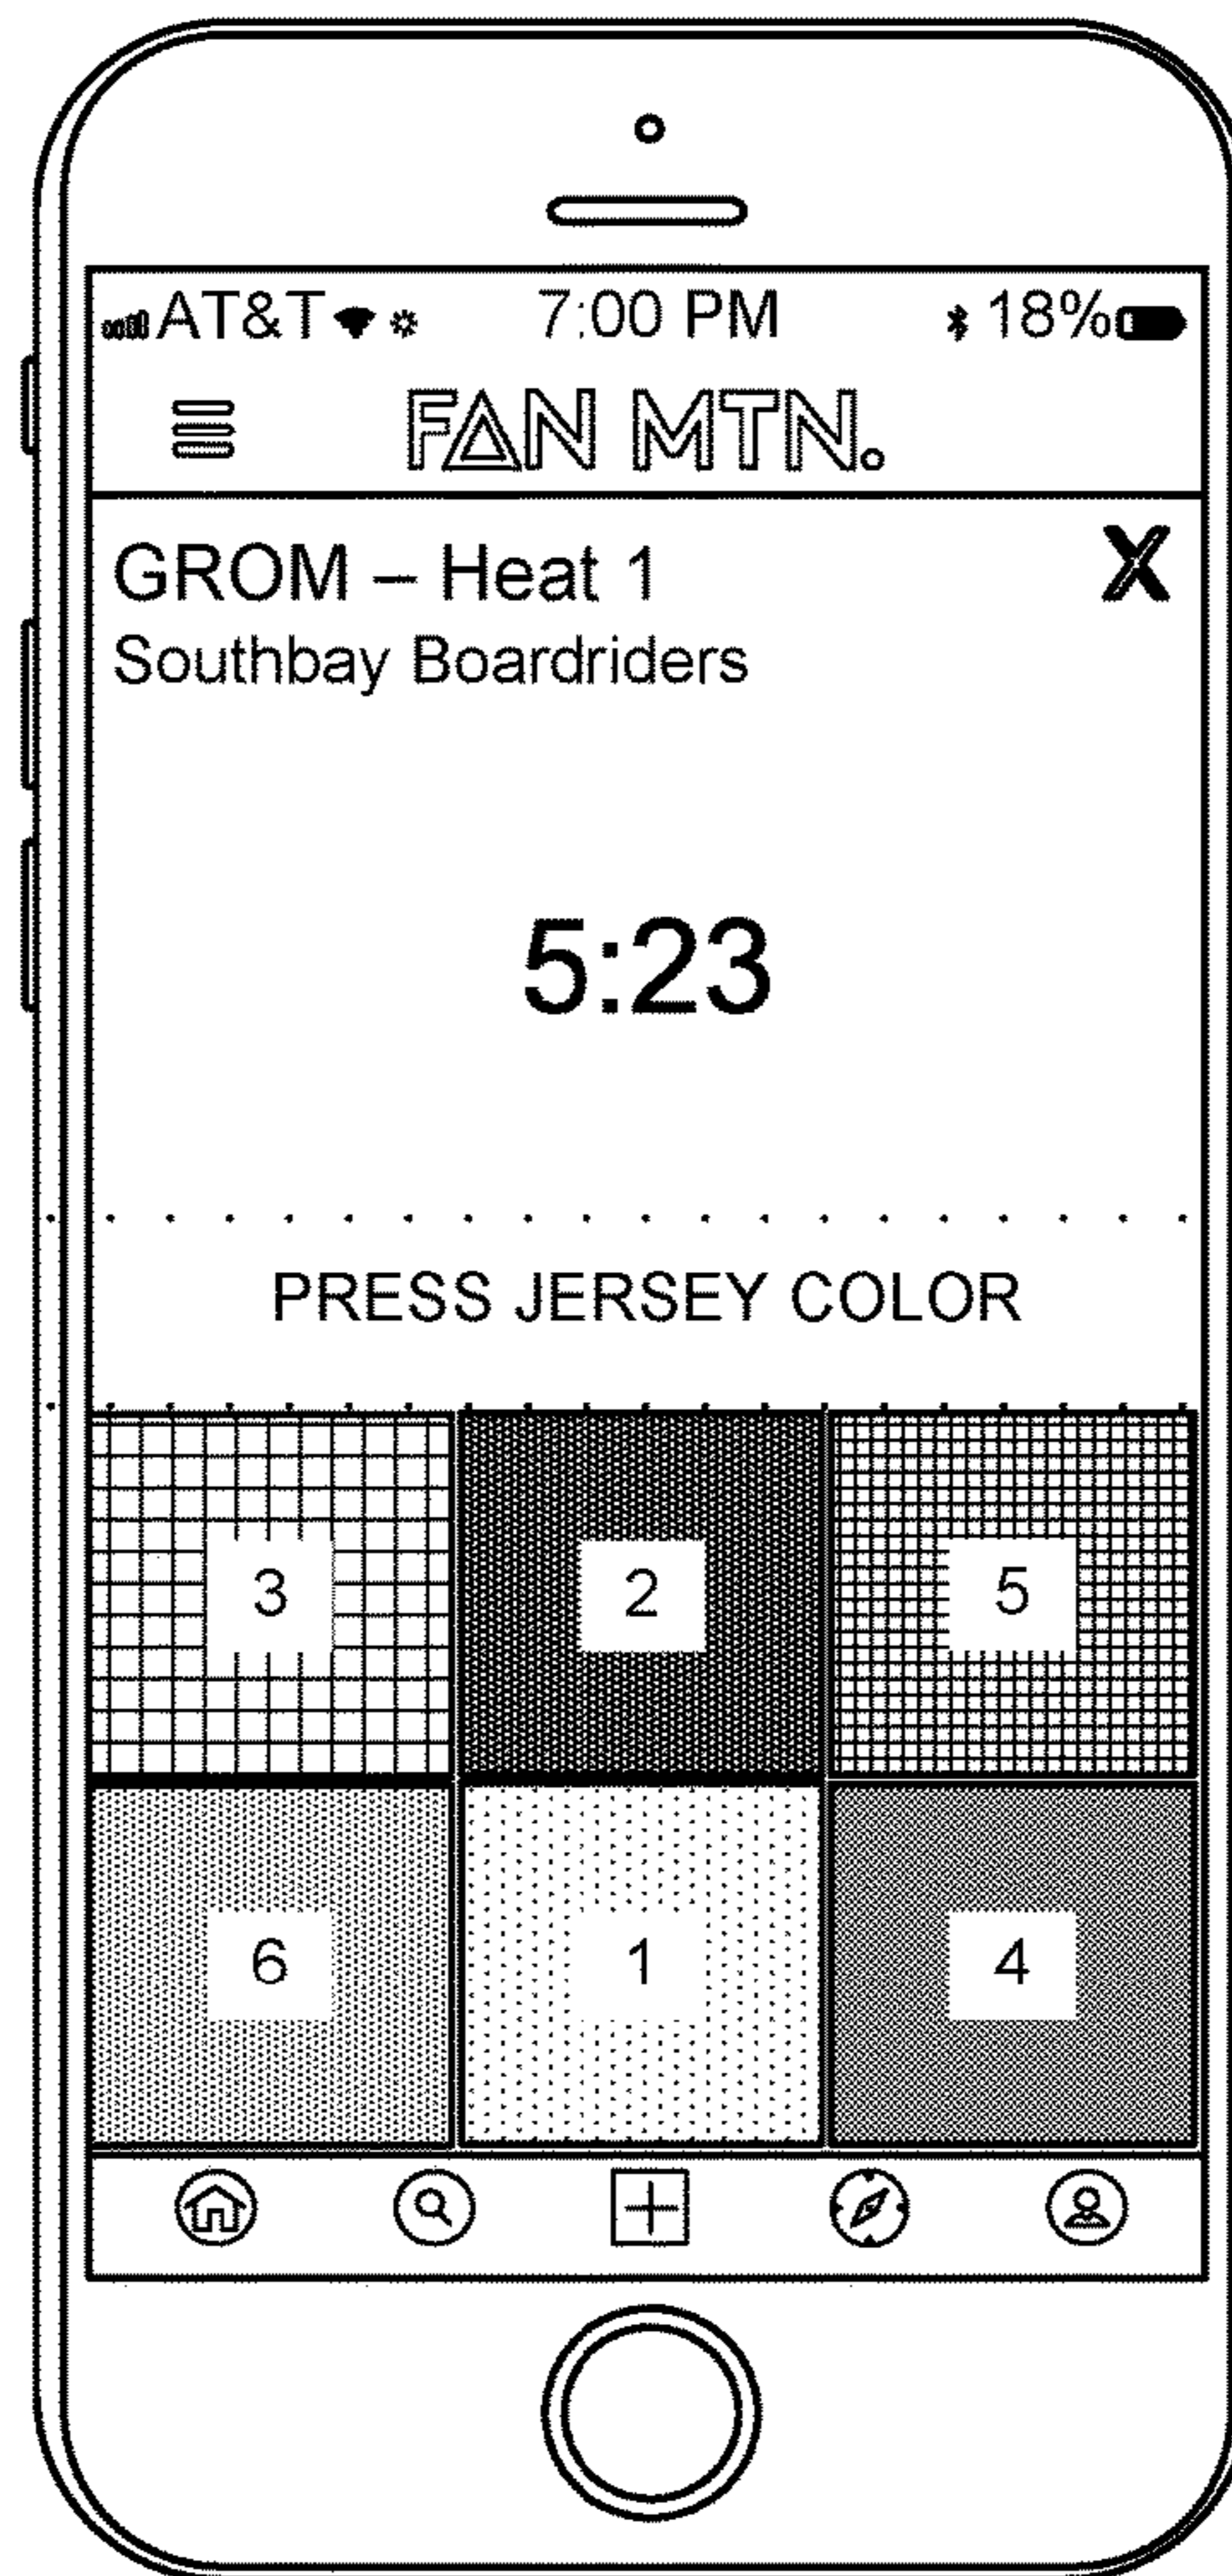 AT&T 7:00 PM 18%
FAN MTN.
GROM – Heat 1 X
Southbay Boardriders
5:23
PRESS JERSEY COLOR
3 2 5
6 1 4